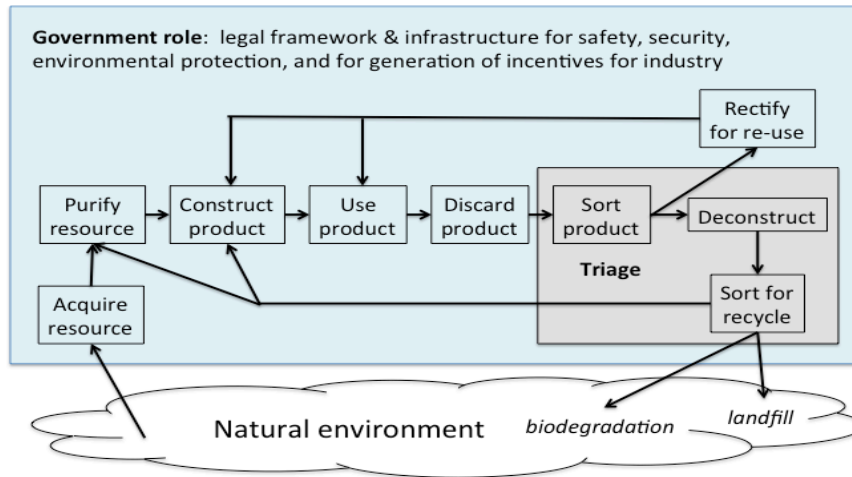 Government role: legal framework & infrastructure for safety, security,
environmental protection, and for generation of incentives for industry
Rectify
for re-use
Purify
resource
Construct
product
Use
product
Discard
product
Sort
product
Deconstruct
Triage
Acquire
resource
Sort for
recycle
Natural environment
biodegradation
landfill